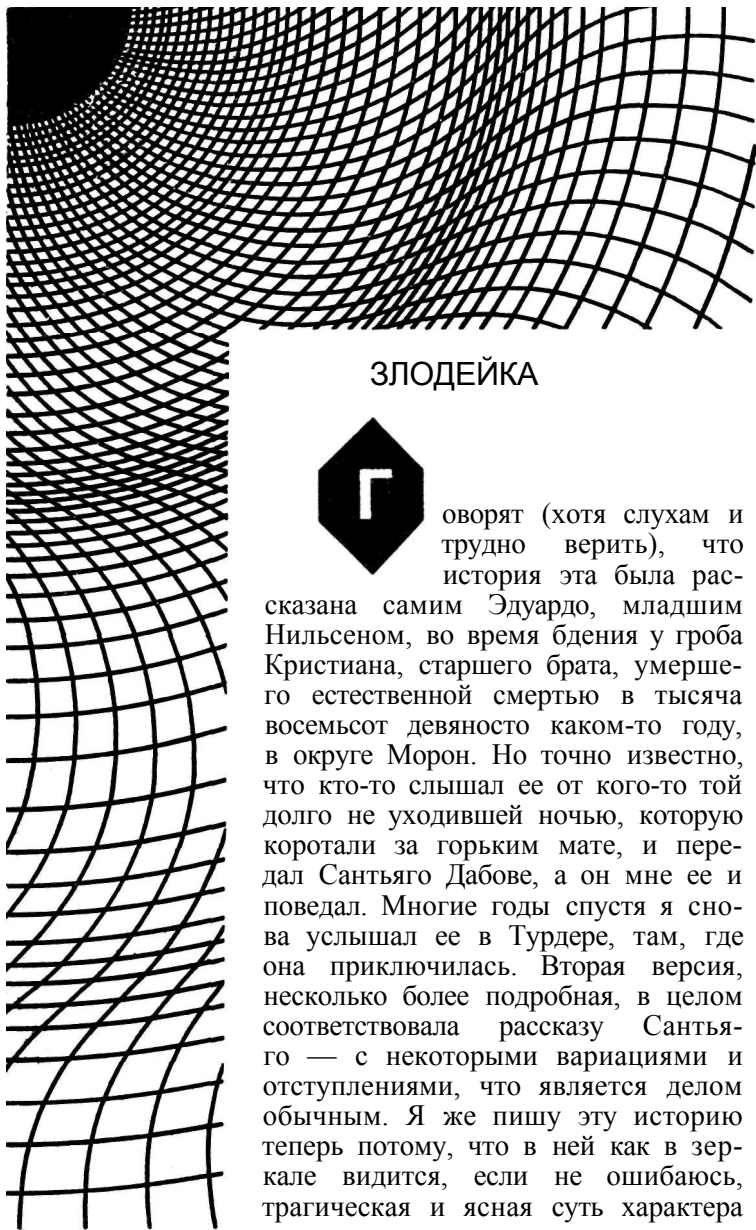 ЗЛОДЕЙКА
Говорят (хотя слухам и
трудно верить), что
история эта была рас-
сказана самим Эдуардо, младшим
Нильсеном, во время бдения у гроба
Кристиана, старшего брата, умерше-
го естественной смертью в тысяча
восемьсот девяносто каком-то году,
в округе Морон. Но точно известно,
что кто-то слышал ее от кого-то той
долго не уходившей ночью, которую
коротали за горьким мате, и пере-
дал Сантьяго Дабове, а он мне ее и
поведал. Многие годы спустя я сно-
ва услышал ее в Турдере, там, где
она приключилась. Вторая версия,
несколько более подробная, в целом
соответствовала рассказу Сантья-
го — с некоторыми вариациями и
отступлениями, что является делом
обычным. Я же пишу эту историю
теперь потому, что в ней как в зер-
кале видится, если не ошибаюсь,
трагическая и ясная суть характера